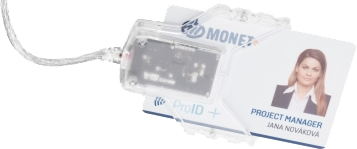 MONET
ProID +
PROJECT MANAGER
JANA NOVÁKOVÁ